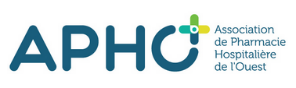 APHO
Association
de Pharmacie
Hospitalière
de l'Ouest